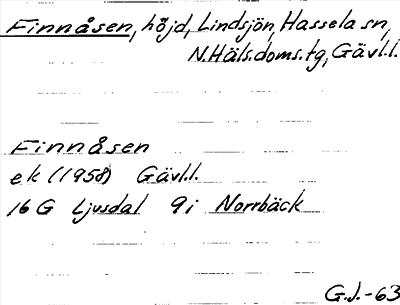 Finnåsen, höjd, Lindsjön, Hassela sn,
N.Häls.doms.tg, Gävl.l.
Finnåsen
ek (1958) Gävl.l.
16 G Ljusdal 9i Norrbäck
G.J.-63